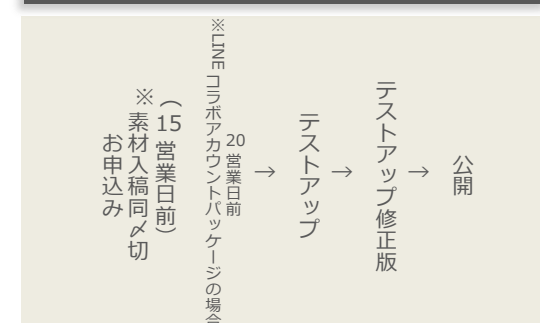 お申込み
※素材入稿同〆切
（15営業日前）
※LINEコラボアカウントパッケージの場合
20営業日前
→
テストアップ
→
テストアップ修正版
→
公開